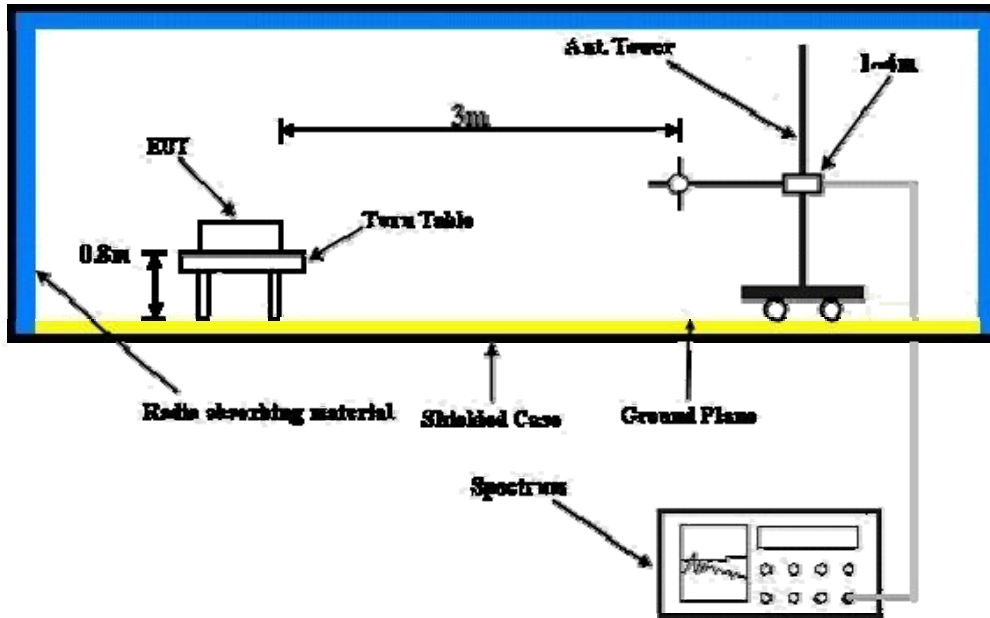 Ant. Tower
1~4m
3m
EUT
Turn Table
0.8m
Radio absorbing material
Shielded Case
Ground Plane
Spectrum